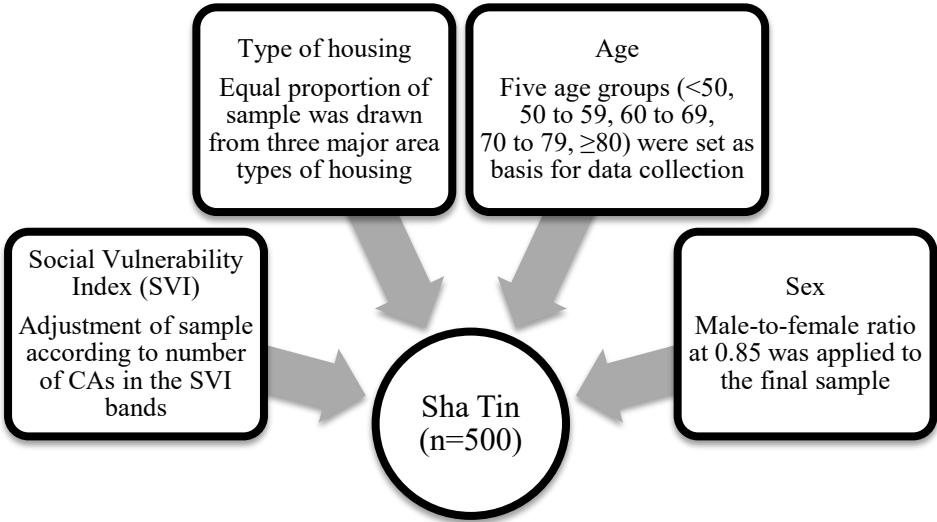 Type of housing
Equal proportion of
sample was drawn
from three major area
types of housing
Age
Five age groups (<50,
50 to 59, 60 to 69,
70 to 79, ≥80) were set as
basis for data collection
Social Vulnerability
Index (SVI)
Adjustment of sample
according to number
of CAs in the SVI
bands
Sex
Male-to-female ratio
at 0.85 was applied to
the final sample
Sha Tin
(n=500)